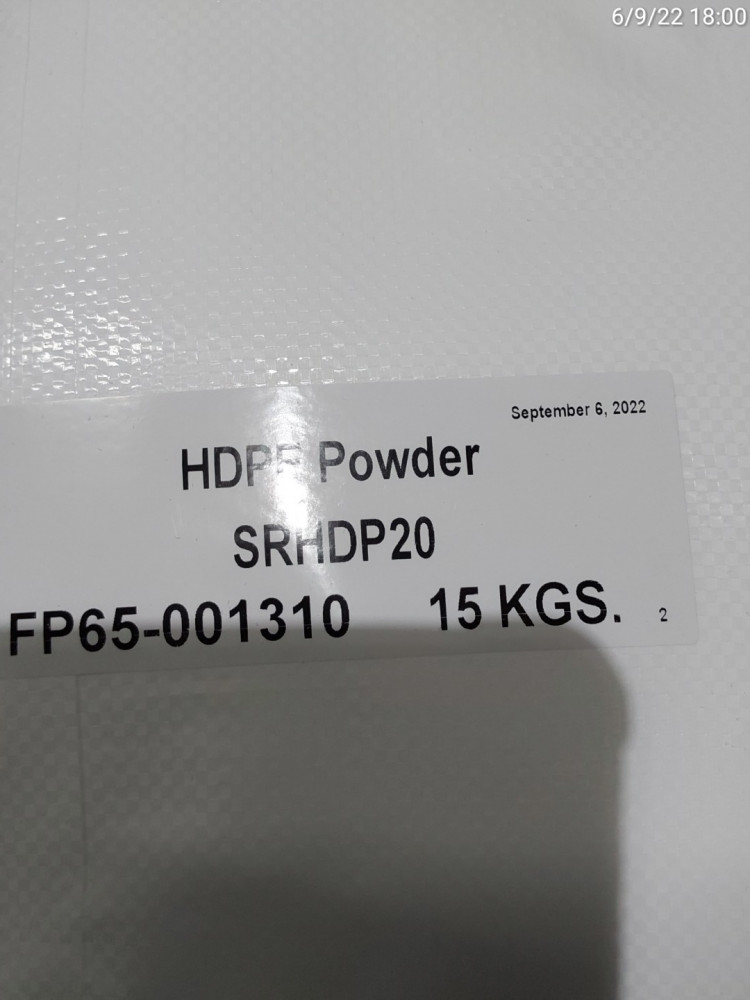 6/9/22 18:00
September 6, 2022
HDPE Powder
SRHDP20
FP65-001310 15 KGS. 2